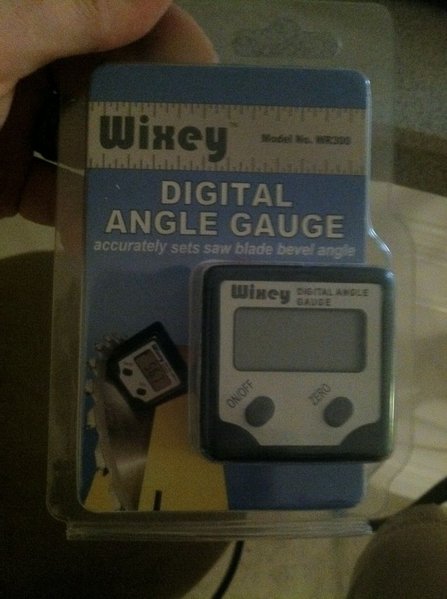 Wixey™ Model No. WR300
DIGITAL
ANGLE GAUGE
accurately sets saw blade bevel angle
Wixey DIGITAL ANGLE
GAUGE
ON/OFF
ZERO